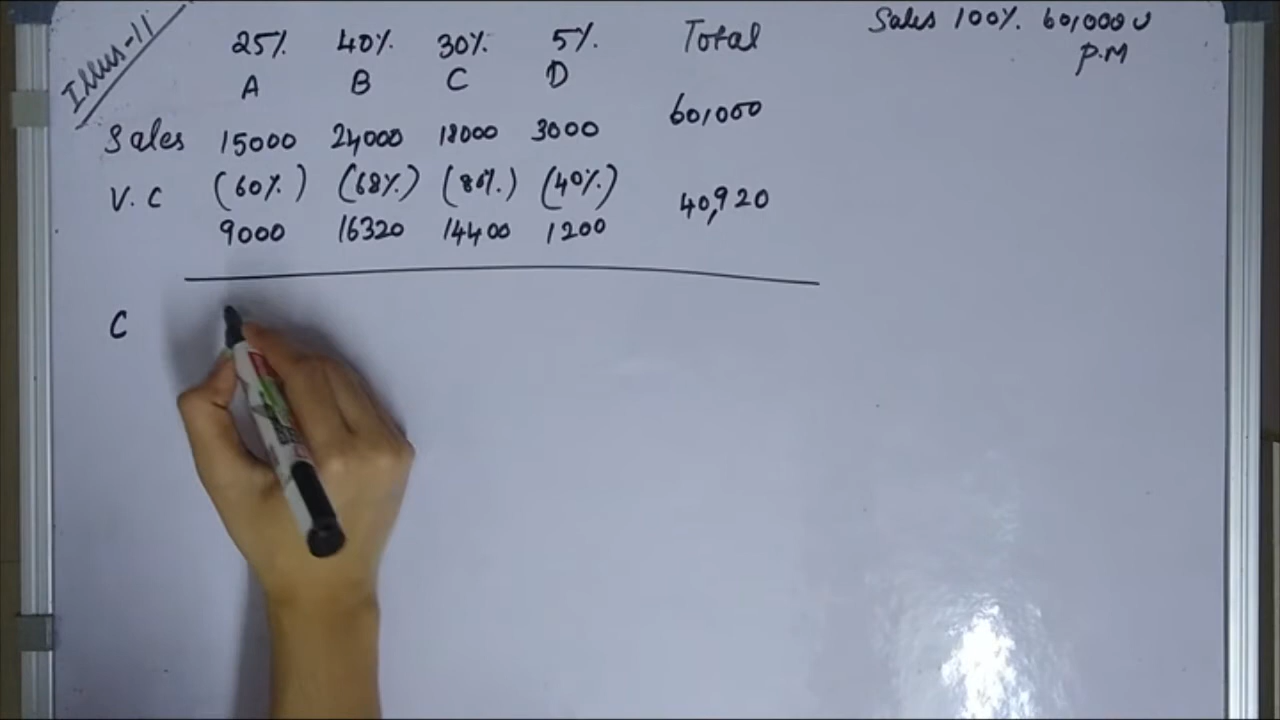 Illus-11
25% 40% 30% 5% Total
A B C D
Sales 15000 24000 18000 3000 60,000
V.C (60%) (68%) (80%) (40%) 40,920
9000 16320 14400 1200
C
Sales 100% 60,000 U
P.M